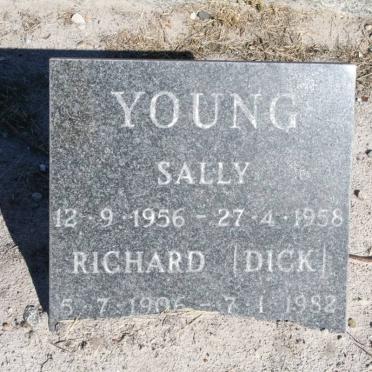 YOUNG
SALLY
12·9·1956 - 27·4·1958
RICHARD [DICK]
5·7·1906 - 7·1·1982